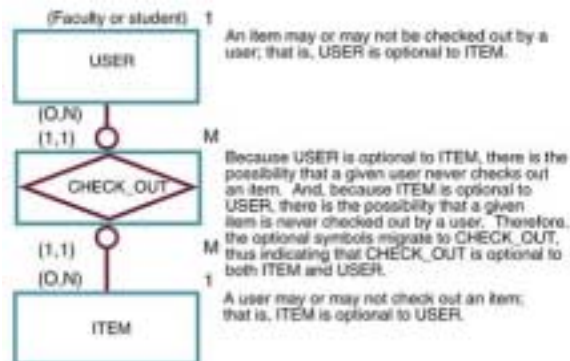 (Faculty or student) 1
An item may or may not be checked out by a
user; that is, USER is optional to ITEM.
USER
(O,N)
(1,1) M
Because USER is optional to ITEM, there is the
possibility that a given user never checks out
an item. And, because ITEM is optional to
USER, there is the possibility that a given
item is never checked out by a user. Therefore,
the optional symbols migrate to CHECK_OUT,
thus indicating that CHECK_OUT is optional to
both ITEM and USER.
CHECK_OUT
(1,1) M
(O,N) 1
A user may or may not check out an item;
that is, ITEM is optional to USER.
ITEM